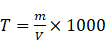 T = m/V × 1000